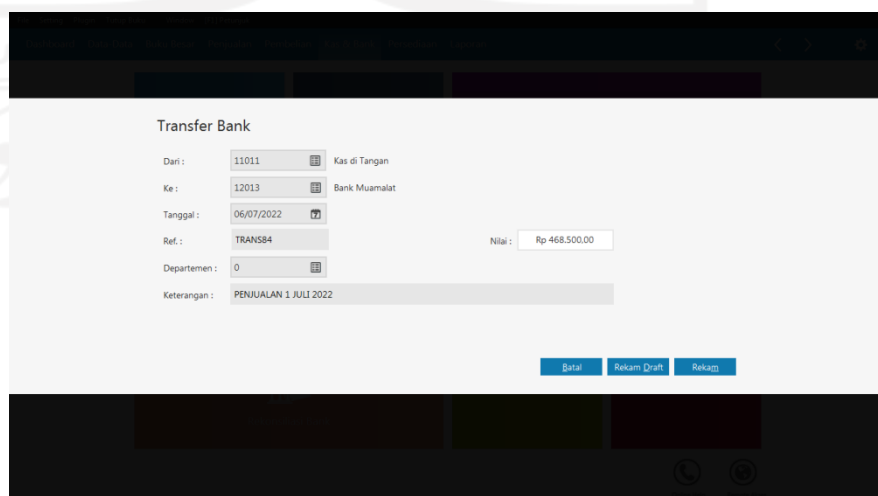 Transfer Bank
Dari : 11011 Kas di Tangan
Ke : 12013 Bank Muamalat
Tanggal : 06/07/2022
Ref. : TRANS84 Nilai : Rp 468.500,00
Departemen : 0
Keterangan : PENJUALAN 1 JULI 2022
Batal Rekam Draft Rekam